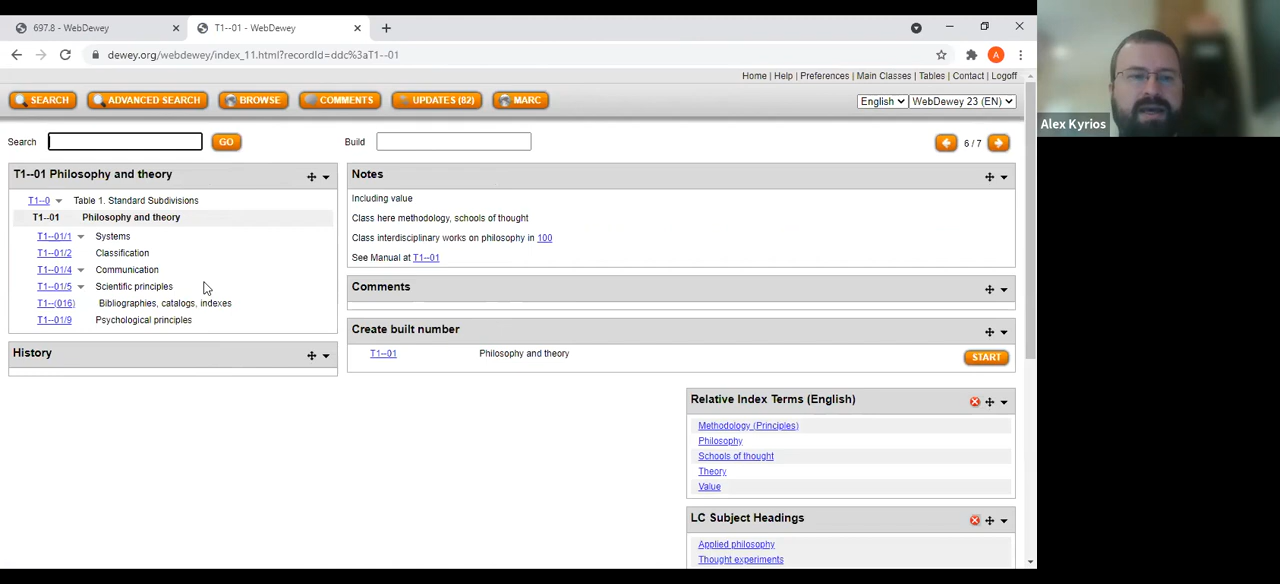 697.8 - WebDewey
T1--01 - WebDewey
dewey.org/webdewey/index_11.html?recordId=ddc%3aT1--01
A
Home | Help | Preferences | Main Classes | Tables | Contact | Logoff
SEARCH ADVANCED SEARCH BROWSE COMMENTS UPDATES (82) MARC English WebDewey 23 (EN)
Alex Kyrios
Search GO Build 6 / 7
T1--01 Philosophy and theory
T1--0 Table 1. Standard Subdivisions
T1--01 Philosophy and theory
T1--01/1 Systems
T1--01/2 Classification
T1--01/4 Communication
T1--01/5 Scientific principles
T1--(016) Bibliographies, catalogs, indexes
T1--01/9 Psychological principles
History
Notes
Including value
Class here methodology, schools of thought
Class interdisciplinary works on philosophy in 100
See Manual at T1--01
Comments
Create built number
T1--01 Philosophy and theory START
Relative Index Terms (English)
Methodology (Principles)
Philosophy
Schools of thought
Theory
Value
LC Subject Headings
Applied philosophy
Thought experiments